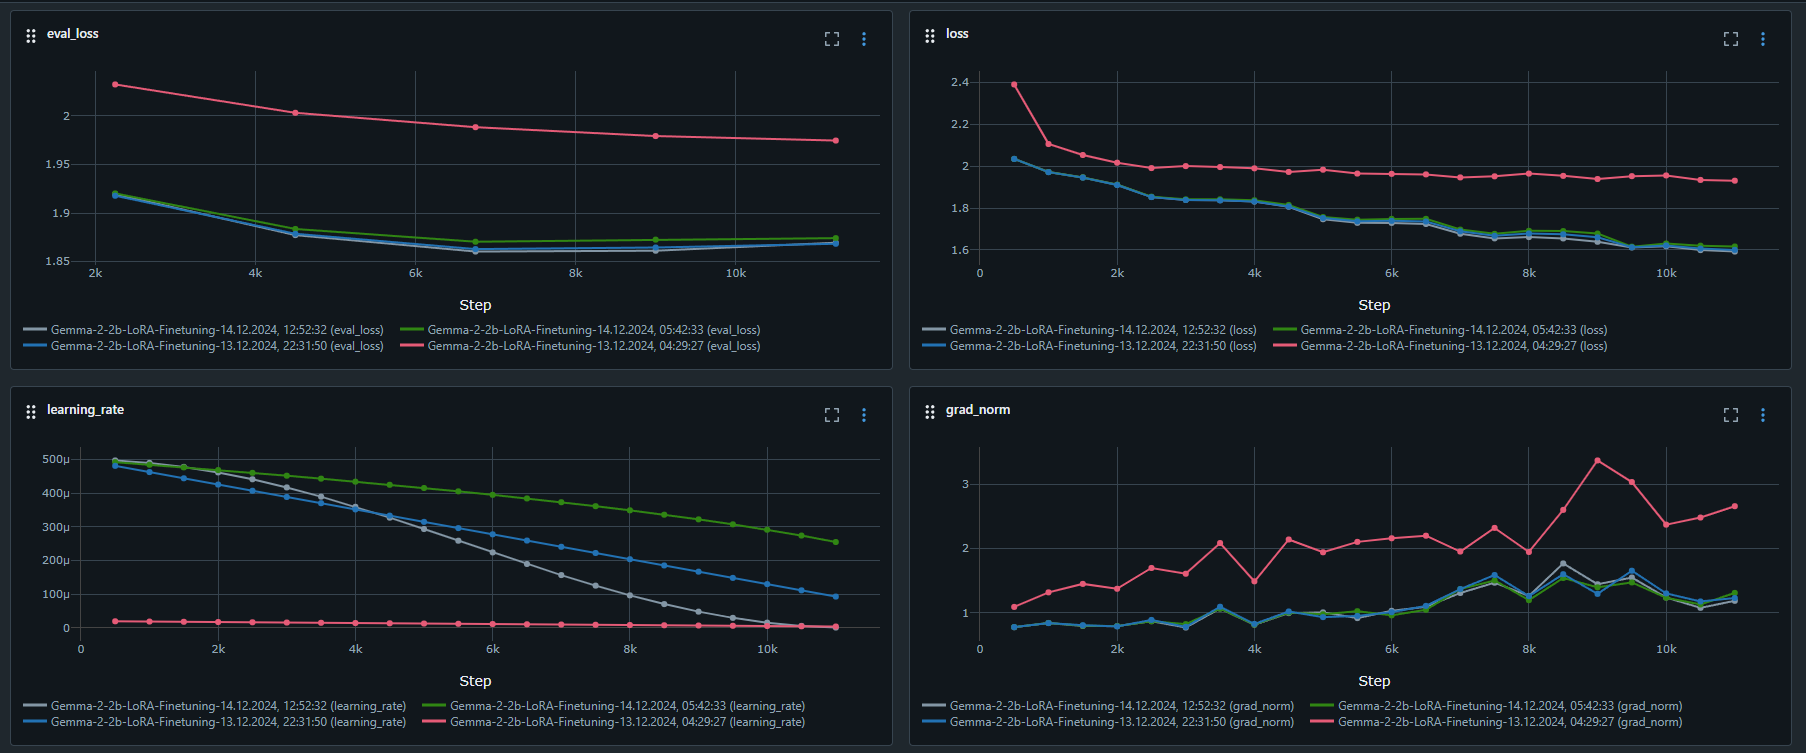 eval_loss
2
1.95
1.9
1.85
2k 4k 6k 8k 10k
Step
Gemma-2-2b-LoRA-Finetuning-14.12.2024, 12:52:32 (eval_loss) Gemma-2-2b-LoRA-Finetuning-14.12.2024, 05:42:33 (eval_loss)
Gemma-2-2b-LoRA-Finetuning-13.12.2024, 22:31:50 (eval_loss) Gemma-2-2b-LoRA-Finetuning-13.12.2024, 04:29:27 (eval_loss)
loss
2.4
2.2
2
1.8
1.6
0 2k 4k 6k 8k 10k
Step
Gemma-2-2b-LoRA-Finetuning-14.12.2024, 12:52:32 (loss) Gemma-2-2b-LoRA-Finetuning-14.12.2024, 05:42:33 (loss)
Gemma-2-2b-LoRA-Finetuning-13.12.2024, 22:31:50 (loss) Gemma-2-2b-LoRA-Finetuning-13.12.2024, 04:29:27 (loss)
learning_rate
500μ
400μ
300μ
200μ
100μ
0
0 2k 4k 6k 8k 10k
Step
Gemma-2-2b-LoRA-Finetuning-14.12.2024, 12:52:32 (learning_rate) Gemma-2-2b-LoRA-Finetuning-14.12.2024, 05:42:33 (learning_rate)
Gemma-2-2b-LoRA-Finetuning-13.12.2024, 22:31:50 (learning_rate) Gemma-2-2b-LoRA-Finetuning-13.12.2024, 04:29:27 (learning_rate)
grad_norm
3
2
1
0 2k 4k 6k 8k 10k
Step
Gemma-2-2b-LoRA-Finetuning-14.12.2024, 12:52:32 (grad_norm) Gemma-2-2b-LoRA-Finetuning-14.12.2024, 05:42:33 (grad_norm)
Gemma-2-2b-LoRA-Finetuning-13.12.2024, 22:31:50 (grad_norm) Gemma-2-2b-LoRA-Finetuning-13.12.2024, 04:29:27 (grad_norm)